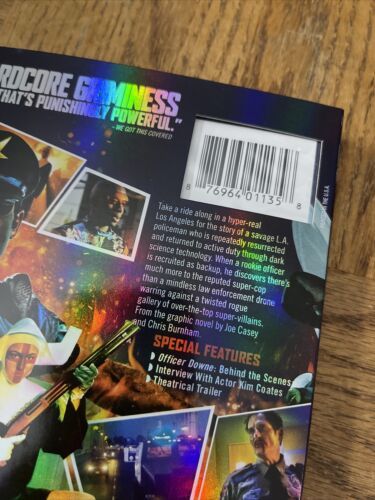 RDCORE GRIMINESS
THAT'S PUNISHINGLY POWERFUL."
-WE GOT THIS COVERED
8 76964 01135 8
Take a ride along in a hyper-real
Los Angeles for the story of a savage L.A.
policeman who is repeatedly resurrected
and returned to active duty through dark
science technology. When a rookie officer
is recruited as backup, he discovers there's
much more to the reputed super-cop
than a mindless law enforcement drone
warring against a twisted rogue
gallery of over-the-top super-villains.
From the graphic novel by Joe Casey
and Chris Burnham.
SPECIAL FEATURES
Officer Downe: Behind the Scenes
Interview With Actor Kim Coates
Theatrical Trailer
IN THE U.S.A.